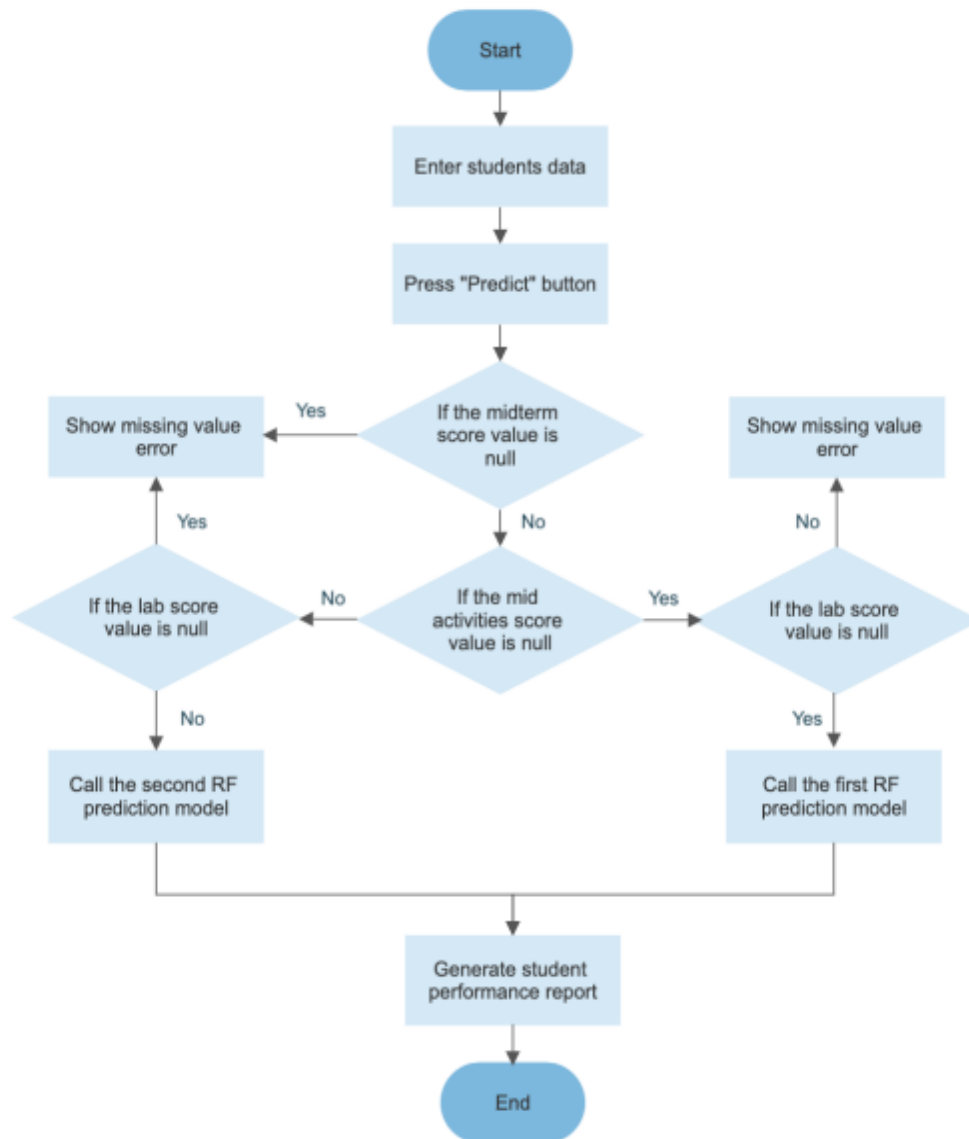 Start
Enter students data
Press "Predict" button
If the midterm
score value is
null
Yes
Show missing value
error
Show missing value
error
No
Yes
No
If the lab score
value is null
No
If the mid
activities score
value is null
Yes
If the lab score
value is null
No
Yes
Call the second RF
prediction model
Call the first RF
prediction model
Generate student
performance report
End